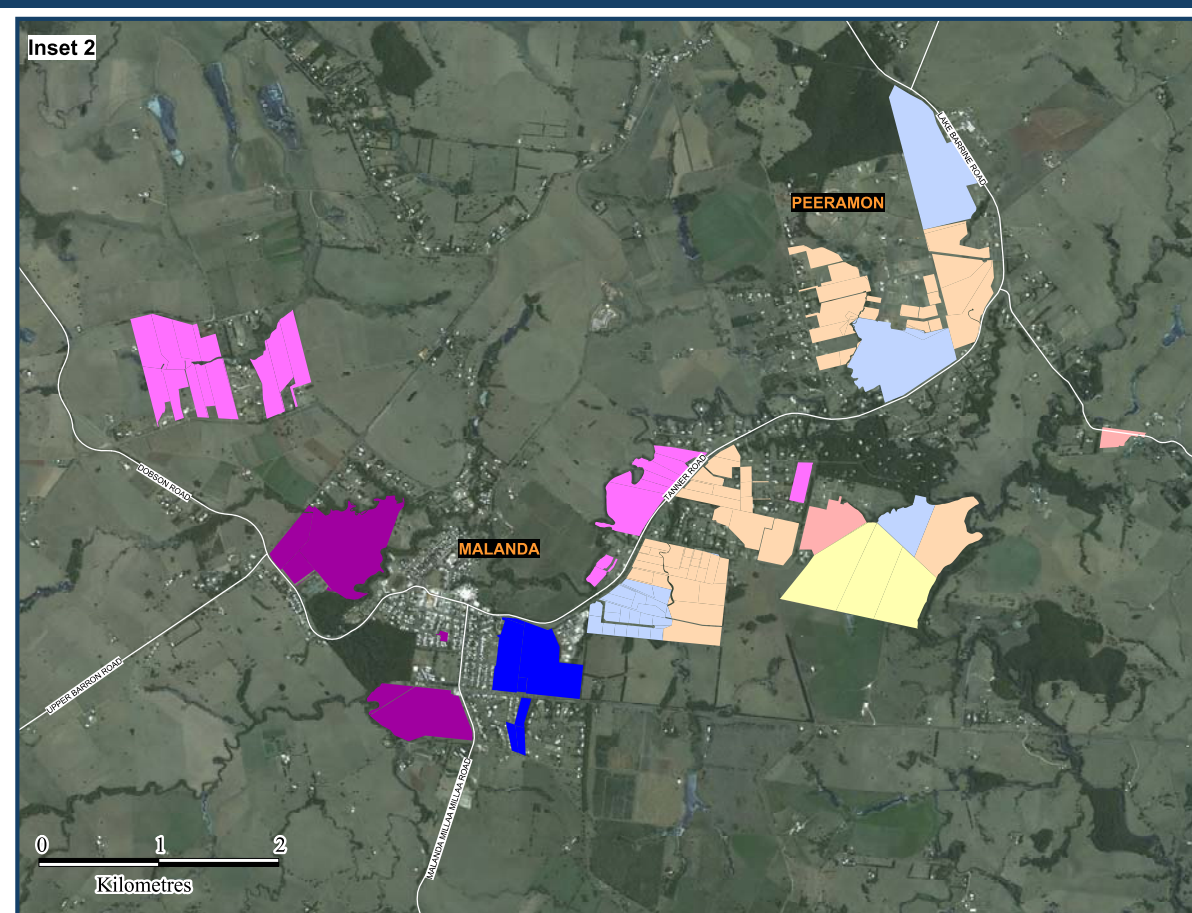 Inset 2
LAKE BARRINE ROAD
PEERAMON
DOBSON ROAD
TANNER ROAD
MALANDA
UPPER BARRON ROAD
MALANDA MILLAA MILLAA ROAD
0 1 2
Kilometres